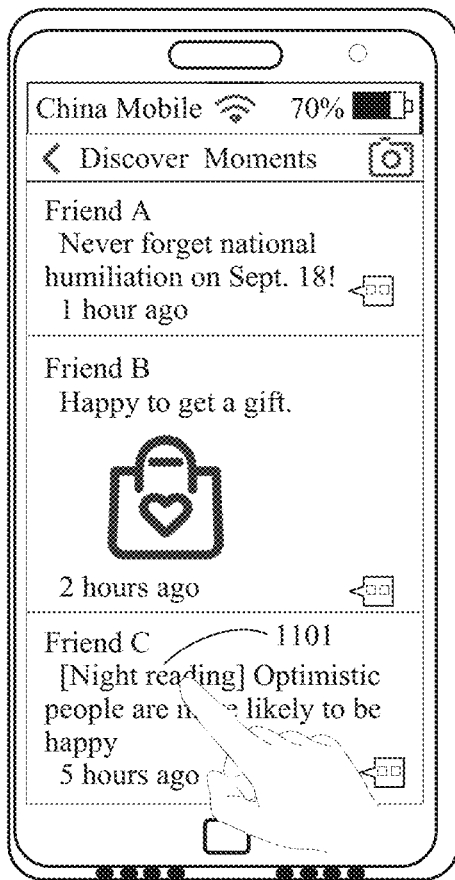 China Mobile 70%
Discover Moments
Friend A
Never forget national
humiliation on Sept. 18!
1 hour ago
Friend B
Happy to get a gift.
2 hours ago
Friend C 1101
[Night reading] Optimistic
people are more likely to be
happy
5 hours ago